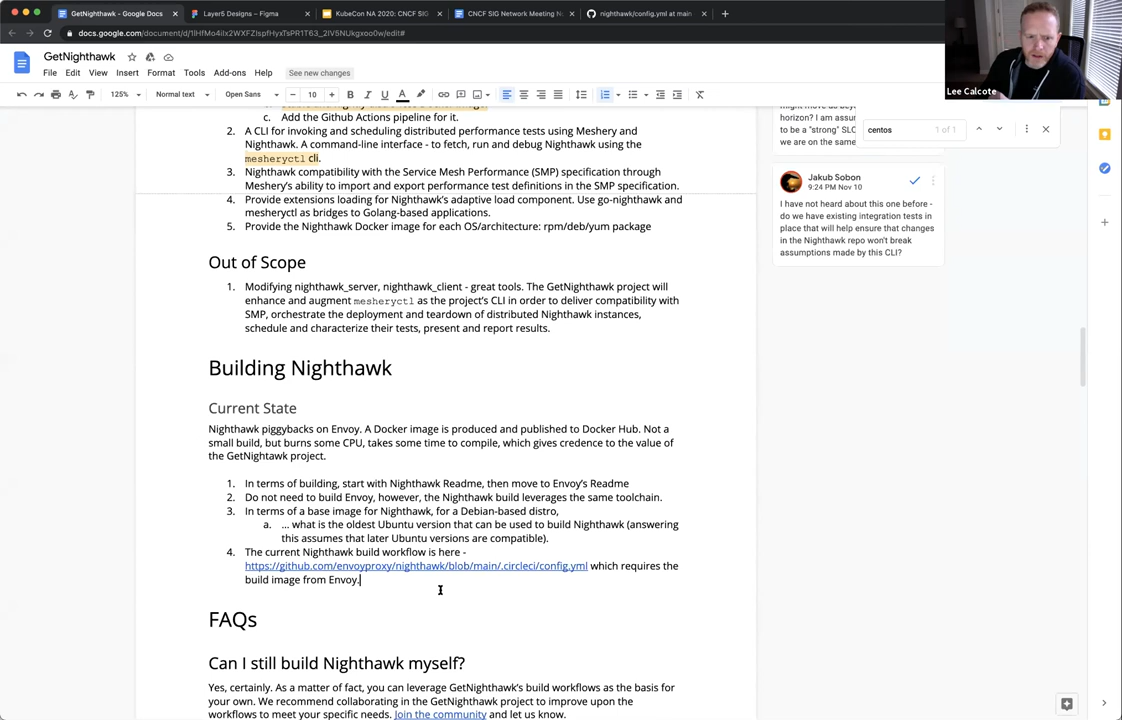 GetNighthawk - Google Docs
Layer5 Designs – Figma
KubeCon NA 2020: CNCF SIG
CNCF SIG Network Meeting N
nighthawk/config.yml at main
docs.google.com/document/d/
GetNighthawk
File Edit View Insert Format Tools Add-ons Help See new changes
125% Normal text Open Sans 10
Lee Calcote
centos 1 of 1
c. Add the Github Actions pipeline for it.
2. A CLI for invoking and scheduling distributed performance tests using Meshery and
Nighthawk. A command-line interface - to fetch, run and debug Nighthawk using the
mesheryctl cli.
3. Nighthawk compatibility with the Service Mesh Performance (SMP) specification through
Meshery's ability to import and export performance test definitions in the SMP specification.
4. Provide extensions loading for Nighthawk's adaptive load component. Use go-nighthawk and
mesheryctl as bridges to Golang-based applications.
5. Provide the Nighthawk Docker image for each OS/architecture: rpm/deb/yum package
Out of Scope
1. Modifying nighthawk_server, nighthawk_client - great tools. The GetNighthawk project will
enhance and augment mesheryctl as the project's CLI in order to deliver compatibility with
SMP, orchestrate the deployment and teardown of distributed Nighthawk instances,
schedule and characterize their tests, present and report results.
Building Nighthawk
Current State
Nighthawk piggybacks on Envoy. A Docker image is produced and published to Docker Hub. Not a
small build, but burns some CPU, takes some time to compile, which gives credence to the value of
the GetNightawk project.
1. In terms of building, start with Nighthawk Readme, then move to Envoy's Readme
2. Do not need to build Envoy, however, the Nighthawk build leverages the same toolchain.
3. In terms of a base image for Nighthawk, for a Debian-based distro,
a. ... what is the oldest Ubuntu version that can be used to build Nighthawk (answering
this assumes that later Ubuntu versions are compatible).
4. The current Nighthawk build workflow is here -
https://github.com/envoyproxy/nighthawk/blob/main/.circleci/config.yml which requires the
build image from Envoy.
FAQs
Can I still build Nighthawk myself?
Yes, certainly. As a matter of fact, you can leverage GetNighthawk's build workflows as the basis for
your own. We recommend collaborating in the GetNighthawk project to improve upon the
workflows to meet your specific needs. Join the community and let us know.
horizon? I am assu
to be a "strong" SLO
we are on the same
Jakub Sobon
9:24 PM Nov 10
I have not heard about this one before -
do we have existing integration tests in
place that will help ensure that changes
in the Nighthawk repo won't break
assumptions made by this CLI?